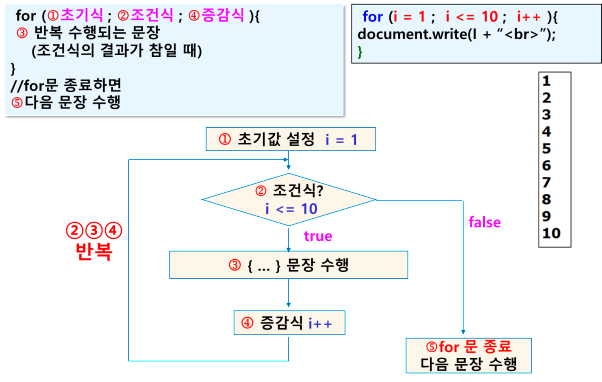 for (①초기식 ; ②조건식 ; ④증감식 ){
③ 반복 수행되는 문장
(조건식의 결과가 참일 때)
}
//for문 종료하면
⑤다음 문장 수행
for (i = 1 ; i <= 10 ; i++ ){
document.write(I + “<br>”);
}
1
2
3
4
5
6
7
8
9
10
① 초기값 설정 i = 1
② 조건식?
i <= 10
true
false
②③④
반복
③ { ... } 문장 수행
④ 증감식 i++
⑤for 문 종료
다음 문장 수행